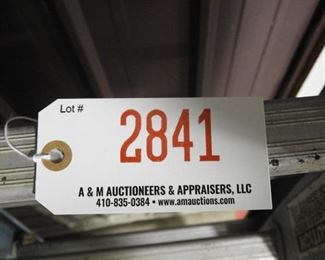 Lot #
2841
A & M AUCTIONEERS & APPRAISERS, LLC
410-835-0384 • www.amauctions.com